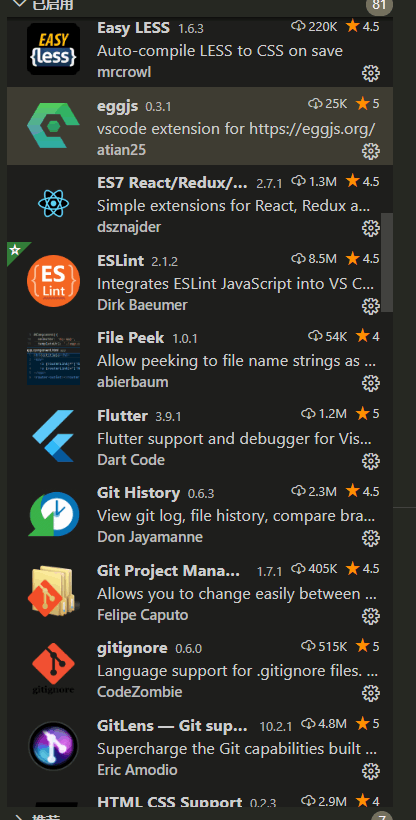 已启用 81
Easy LESS 1.6.3 220K 4.5
Auto-compile LESS to CSS on save
mrcrowl
EASY
{less}
eggjs 0.3.1 25K 5
vscode extension for https://eggjs.org/
atian25
ES7 React/Redux/... 2.7.1 1.3M 4.5
Simple extensions for React, Redux a...
dsznajder
ESLint 2.1.2 8.5M 4.5
Integrates ESLint JavaScript into VS C...
Dirk Baeumer
ES
Lint
File Peek 1.0.1 54K 4
Allow peeking to file name strings as ...
abierbaum
Flutter 3.9.1 1.2M 5
Flutter support and debugger for Vis...
Dart Code
Git History 0.6.3 2.3M 4.5
View git log, file history, compare bra...
Don Jayamanne
Git Project Mana... 1.7.1 405K 4.5
Allows you to change easily between ...
Felipe Caputo
gitignore 0.6.0 515K 5
Language support for .gitignore files. ...
CodeZombie
gitignore
GitLens — Git sup... 10.2.1 4.8M 5
Supercharge the Git capabilities built ...
Eric Amodio
HTML CSS Support 0.2.3 2.9M 4
推荐 7